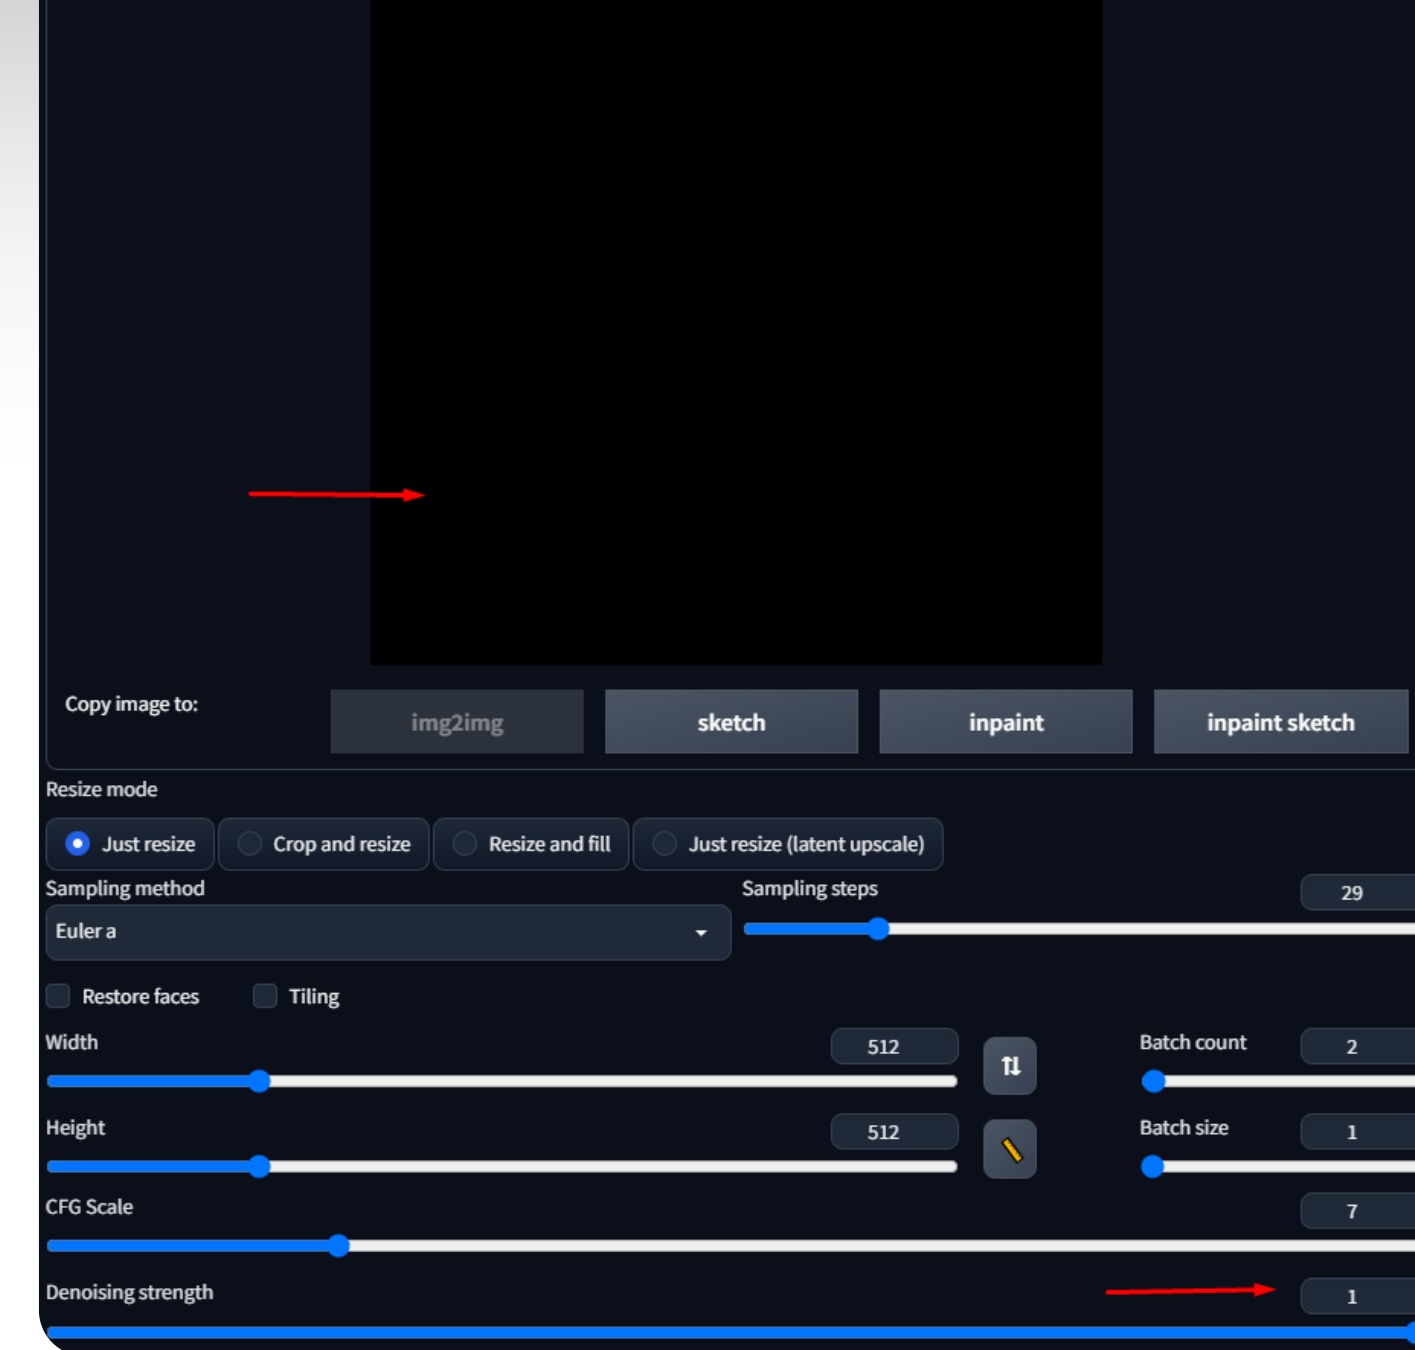 Copy image to:
img2img
sketch
inpaint
inpaint sketch
Resize mode
Just resize
Crop and resize
Resize and fill
Just resize (latent upscale)
Sampling method
Sampling steps
29
Euler a
Restore faces
Tiling
Width
512
Batch count
2
Height
512
Batch size
1
CFG Scale
7
Denoising strength
1